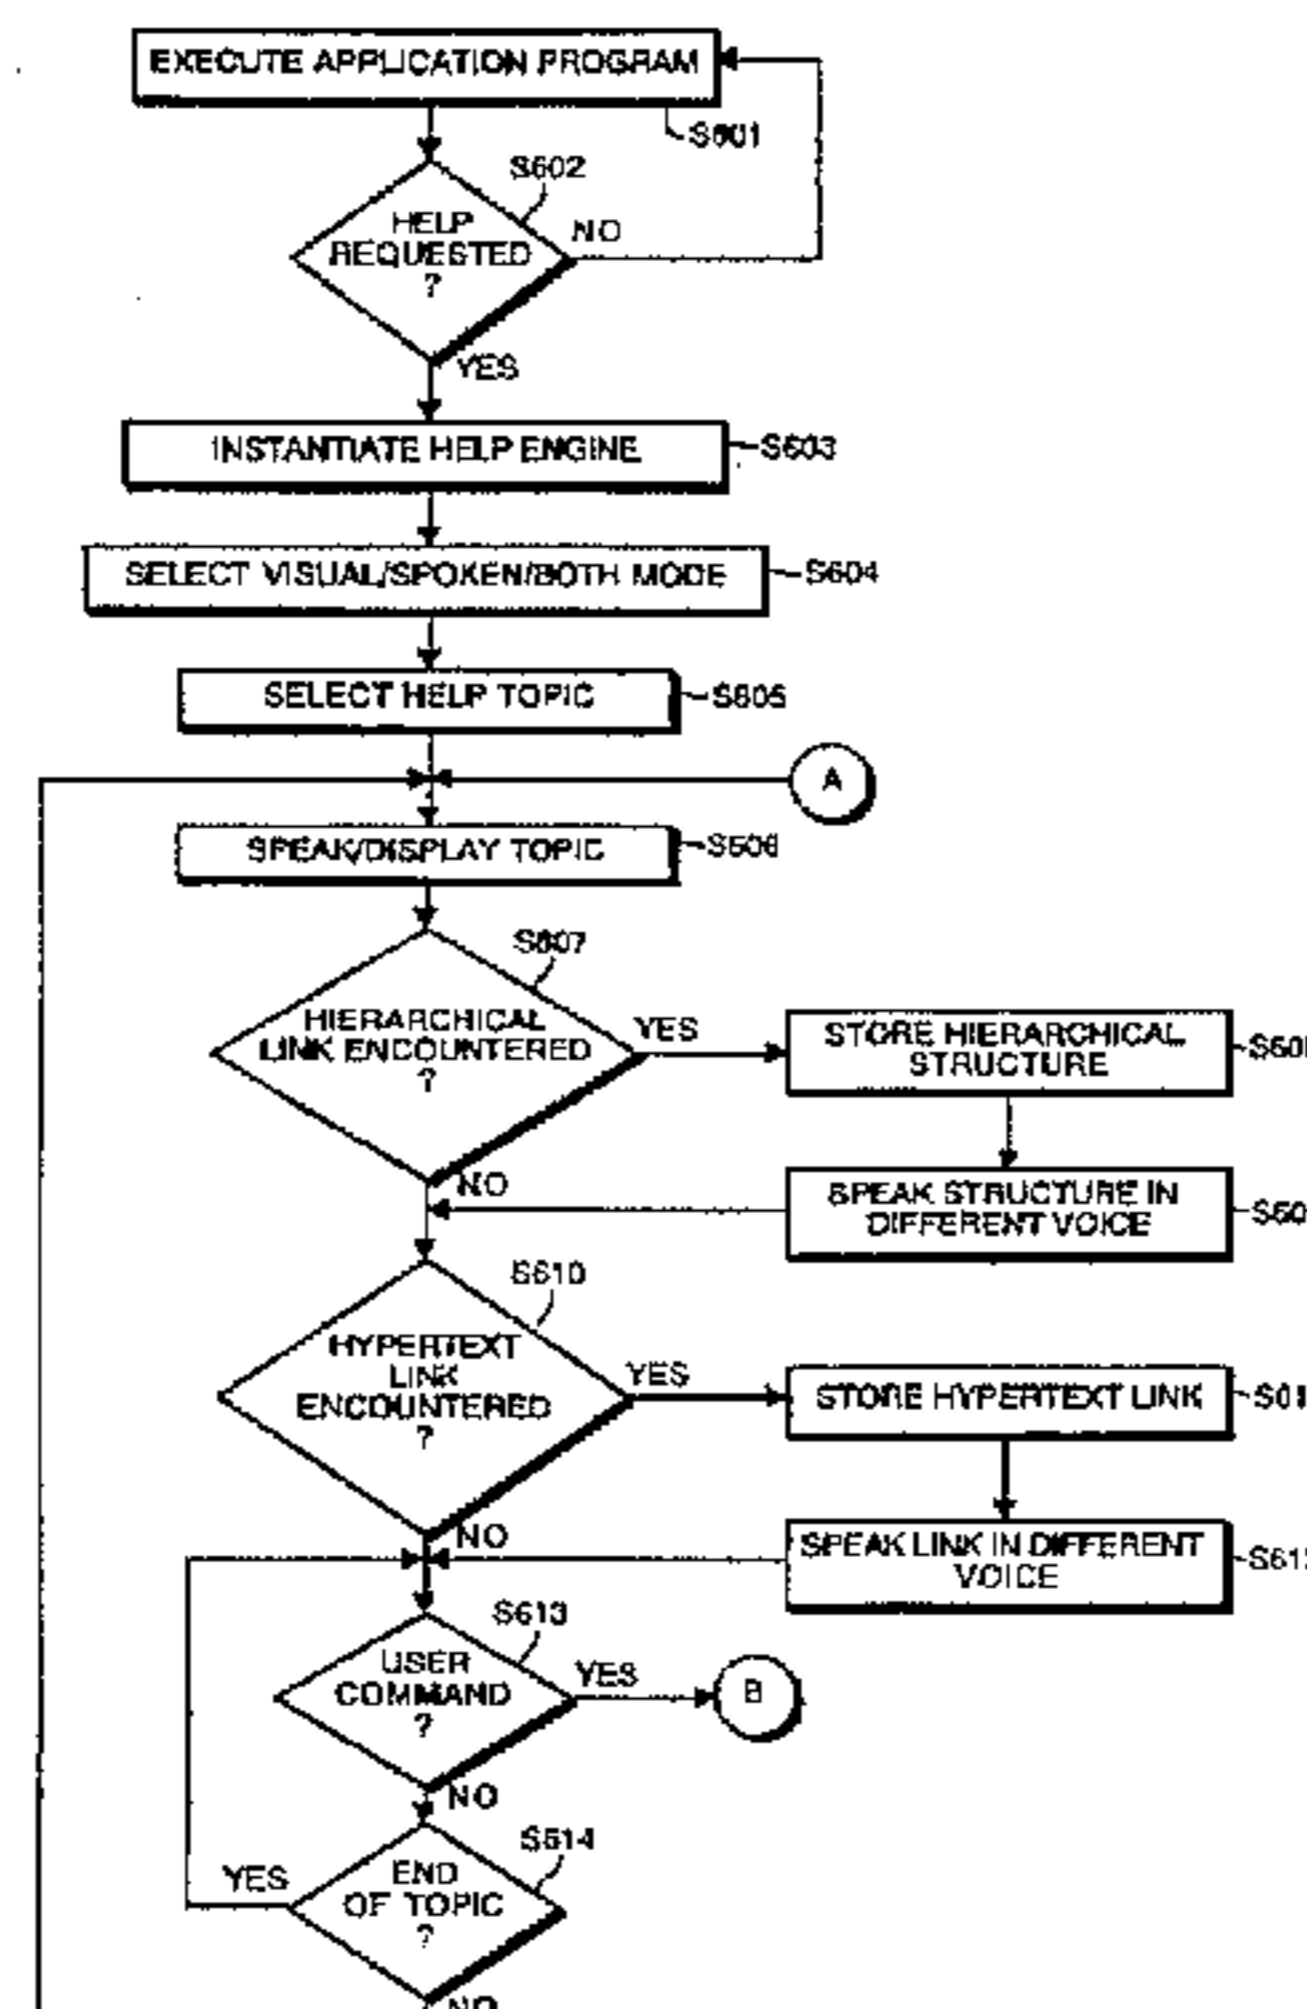 EXECUTE APPLICATION PROGRAM
S601
S602
HELP
REQUESTED
?
NO
YES
INSTANTIATE HELP ENGINE
S603
SELECT VISUAL/SPOKEN/BOTH MODE
S604
SELECT HELP TOPIC
S605
A
SPEAK/DISPLAY TOPIC
S606
S607
HIERARCHICAL
LINK ENCOUNTERED
?
YES
NO
STORE HIERARCHICAL
STRUCTURE
SPEAK STRUCTURE IN
DIFFERENT VOICE
S610
HYPERTEXT
LINK
ENCOUNTERED
?
YES
NO
STORE HYPERTEXT LINK
SPEAK LINK IN DIFFERENT
VOICE
S613
USER
COMMAND
?
YES
B
NO
S614
END
OF TOPIC
?
YES
NO